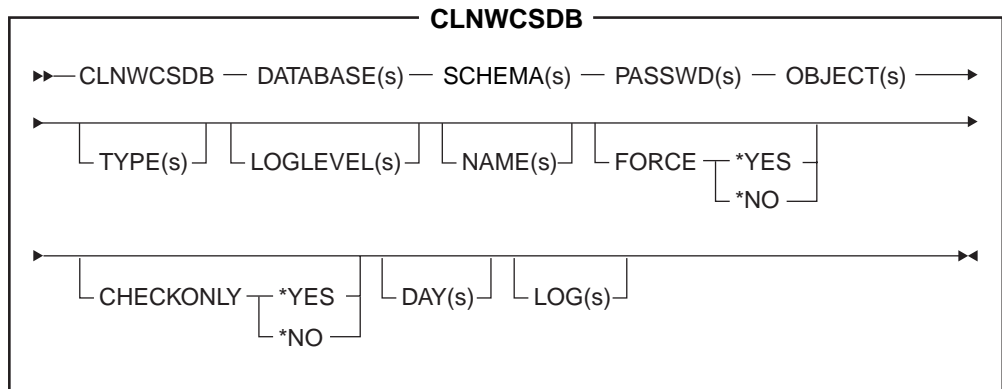 CLNWCSDB
CLNWCSDB DATABASE(s) SCHEMA(s) PASSWD(s) OBJECT(s)
TYPE(s) LOGLEVEL(s) NAME(s) FORCE *YES
*NO
CHECKONLY *YES DAY(s) LOG(s)
*NO